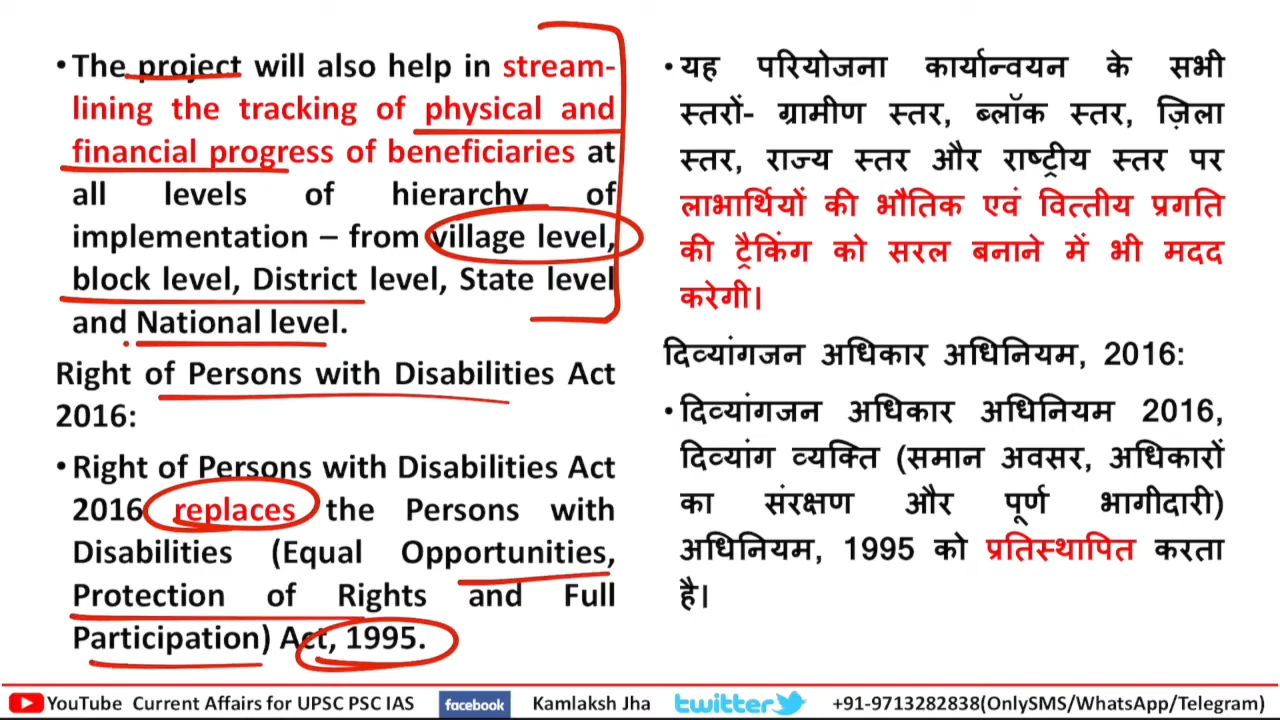 •The project will also help in stream-
lining the tracking of physical and
financial progress of beneficiaries at
all levels of hierarchy of
implementation – from village level,
block level, District level, State level
and National level.
Right of Persons with Disabilities Act
2016:
•Right of Persons with Disabilities Act
2016 replaces the Persons with
Disabilities (Equal Opportunities,
Protection of Rights and Full
Participation) Act, 1995.
•यह परियोजना कार्यान्वयन के सभी
स्तरों- ग्रामीण स्तर, ब्लॉक स्तर, ज़िला
स्तर, राज्य स्तर और राष्ट्रीय स्तर पर
लाभार्थियों की भौतिक एवं वित्तीय प्रगति
की ट्रैकिंग को सरल बनाने में भी मदद
करेगी।
दिव्यांगजन अधिकार अधिनियम, 2016:
•दिव्यांगजन अधिकार अधिनियम 2016,
दिव्यांग व्यक्ति (समान अवसर, अधिकारों
का संरक्षण और पूर्ण भागीदारी)
अधिनियम, 1995 को प्रतिस्थापित करता
है।
YouTube Current Affairs for UPSC PSC IAS facebook Kamlaksh Jha twitter +91-9713282838(OnlySMS/WhatsApp/Telegram)